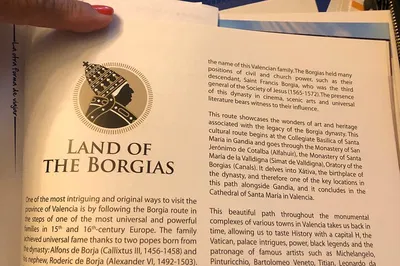 LAND OF
THE BORGIAS
One of the most intriguing and original ways to visit the
province of Valencia is by following the Borgia route in
the steps of one of the most universal and powerful
families in 15th and 16th-century Europe. The family
achieved universal fame thanks to two popes born from
the dynasty: Alfons de Borja (Callixtus III, 1456-1458) and
his nephew, Roderic de Borja (Alexander VI, 1492-1503).
the name of this Valencian family. The Borgias held many
positions of civil and church power, such as their
descendant, Saint Francis Borgia, who was the third
general of the Society of Jesus (1565-1572). The presence
of this dynasty in cinema, scenic arts and universal
literature bears witness to their influence.
This route showcases the wonders of art and heritage
associated with the legacy of the Borgia dynasty. This
cultural route begins at the Collegiate Basilica of Santa
María in Gandia and goes through the Monastery of San
Jerónimo de Cotalba (Alfahuir), the Monastery of Santa
María de la Valldigna (Simat de Valldigna), Oratory of the
Borgias (Canals). It delves into Xàtiva, the birthplace of
the dynasty, and therefore one of the key locations in
this path alongside Gandia, and it concludes in the
Cathedral of Santa María in Valencia.
This beautiful path throughout the monumental
complexes of various towns in Valencia takes us back in
time, allowing us to taste History with a capital H, the
Vatican, palace intrigues, power, black legends and the
patronage of famous artists such as Michelangelo,
Pinturicchio, Bartolomeo Veneto, Titian, Leonardo da